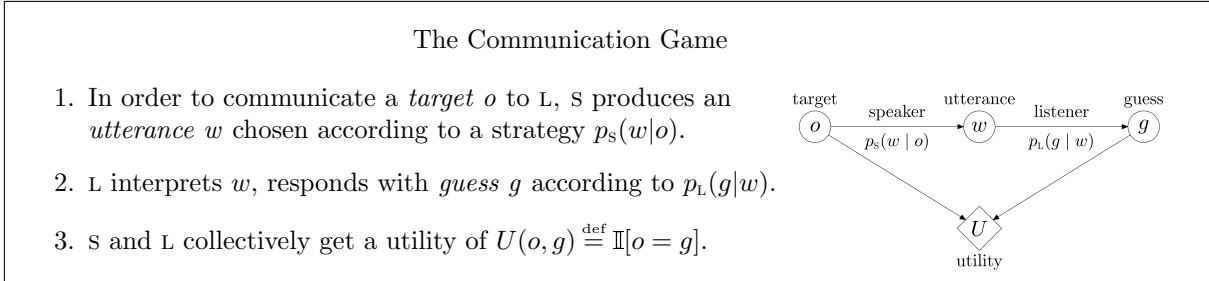 The Communication Game
1. In order to communicate a target o to L, S produces an
utterance w chosen according to a strategy p_S(w|o).
2. L interprets w, responds with guess g according to p_L(g|w).
3. S and L collectively get a utility of U(o, g) def= 𝕀[o = g].
target
speaker
utterance
listener
guess
o
w
g
p_S(w | o)
p_L(g | w)
U
utility